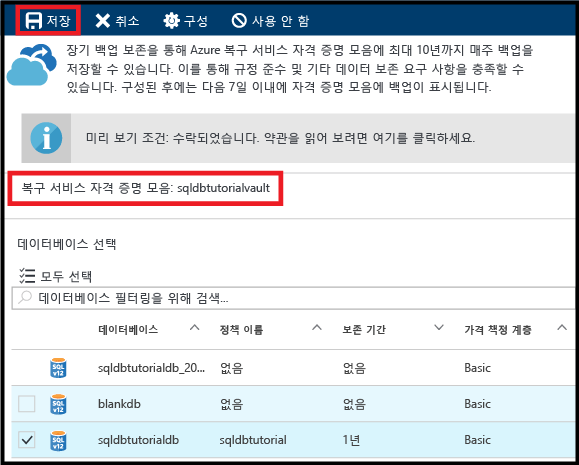 저장 취소 구성 사용 안 함
장기 백업 보존을 통해 Azure 복구 서비스 자격 증명 모음에 최대 10년까지 매주 백업을
저장할 수 있습니다. 이를 통해 규정 준수 및 기타 데이터 보존 요구 사항을 충족할 수
있습니다. 구성된 후에는 다음 7일 이내에 자격 증명 모음에 백업이 표시됩니다.
미리 보기 조건: 수락되었습니다. 약관을 읽어 보려면 여기를 클릭하세요.
복구 서비스 자격 증명 모음: sqldbtutorialvault
데이터베이스 선택
모두 선택
데이터베이스 필터링을 위해 검색...
데이터베이스 정책 이름 보존 기간 가격 책정 계층
SQL v12 sqldbtutorialdb_20... 없음 없음 Basic
SQL v12 blankdb 없음 없음 Basic
SQL v12 sqldbtutorialdb sqldbtutorial 1년 Basic